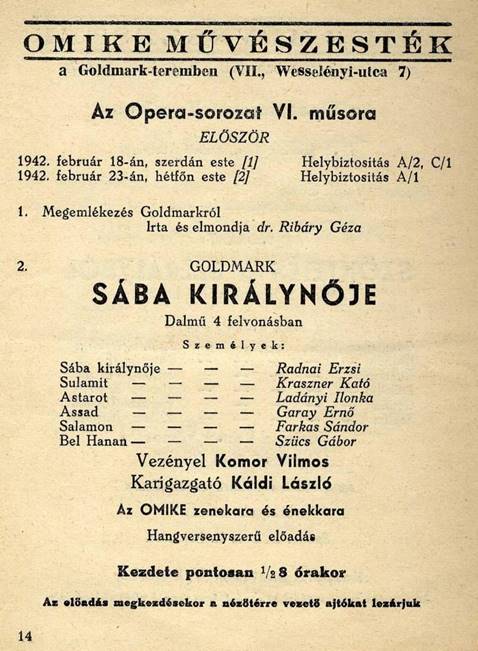 OMIKE MŰVÉSZESTÉK
a Goldmark-teremben (VII., Wesselényi-utca 7)
Az Opera-sorozat VI. műsora
ELŐSZÖR
1942. február 18-án, szerdán este [1] Helybiztosítás A/2, C/1
1942. február 23-án, hétfőn este [2] Helybiztosítás A/1
1. Megemlékezés Goldmarkról
Irta és elmondja dr. Ribáry Géza
2. GOLDMARK
SÁBA KIRÁLYNŐJE
Dalmű 4 felvonásban
Személyek:
Sába királynője — — — Radnai Erzsi
Sulamit — — — — Kraszner Kató
Astarot — — — — Ladányi Ilonka
Assad — — — — Garay Ernő
Salamon — — — — Farkas Sándor
Bel Hanan — — — — Szücs Gábor
Vezényel Komor Vilmos
Karigazgató Káldi László
Az OMIKE zenekara és énekkara
Hangversenyszerű előadás
Kezdete pontosan 1/2 8 órakor
Az előadás megkezdésekor a nézőtérre vezető ajtókat lezárjuk
14